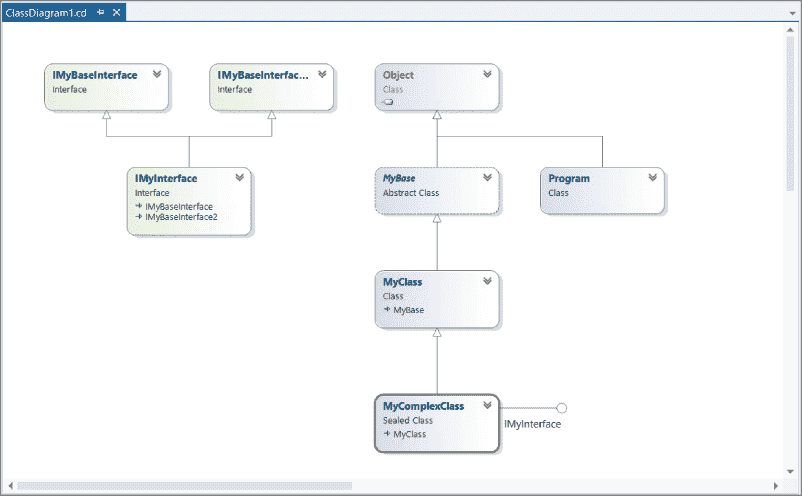 ClassDiagram1.cd
IMyBaseInterface
Interface
IMyBaseInterfac...
Interface
Object
Class
IMyInterface
Interface
IMyBaseInterface
IMyBaseInterface2
MyBase
Abstract Class
Program
Class
MyClass
Class
MyBase
MyComplexClass
Sealed Class
MyClass
IMyInterface